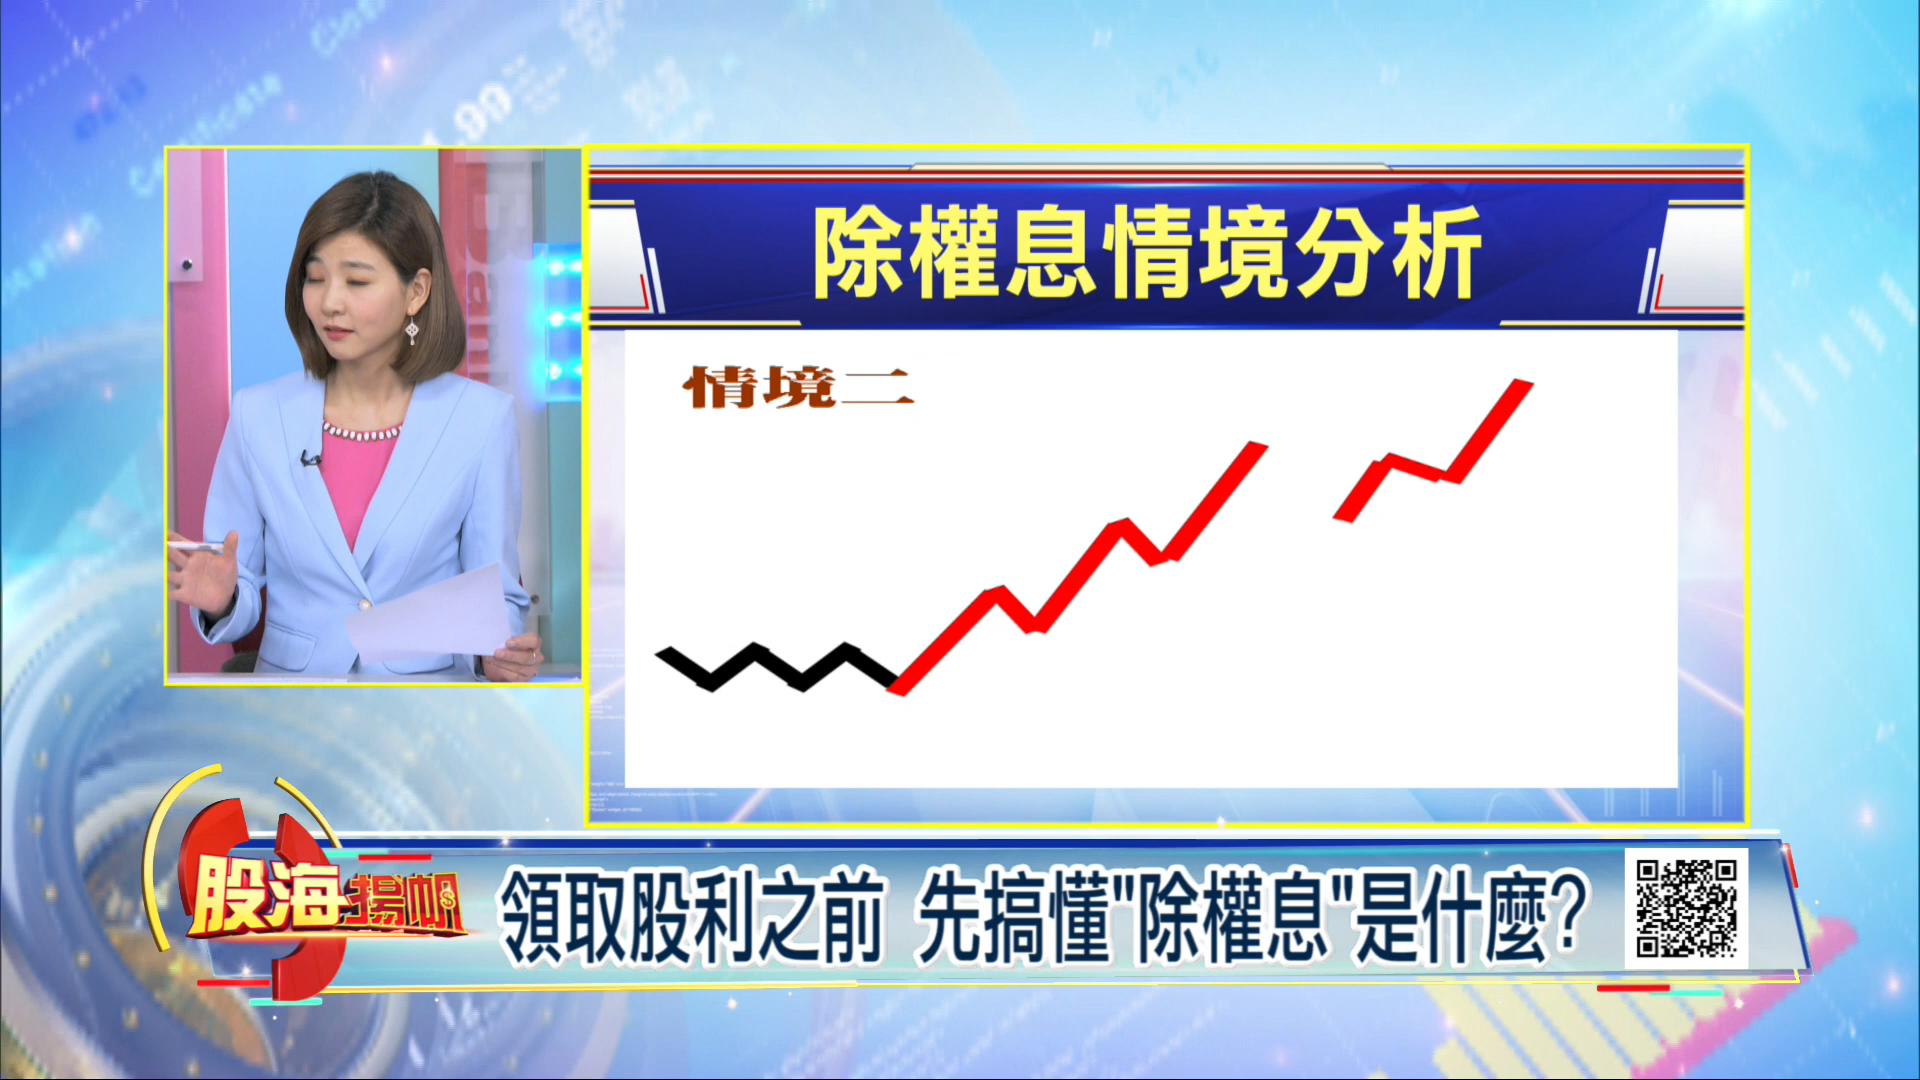 除權息情境分析
情境二
股海揚帆
領取股利之前 先搞懂"除權息"是什麼?